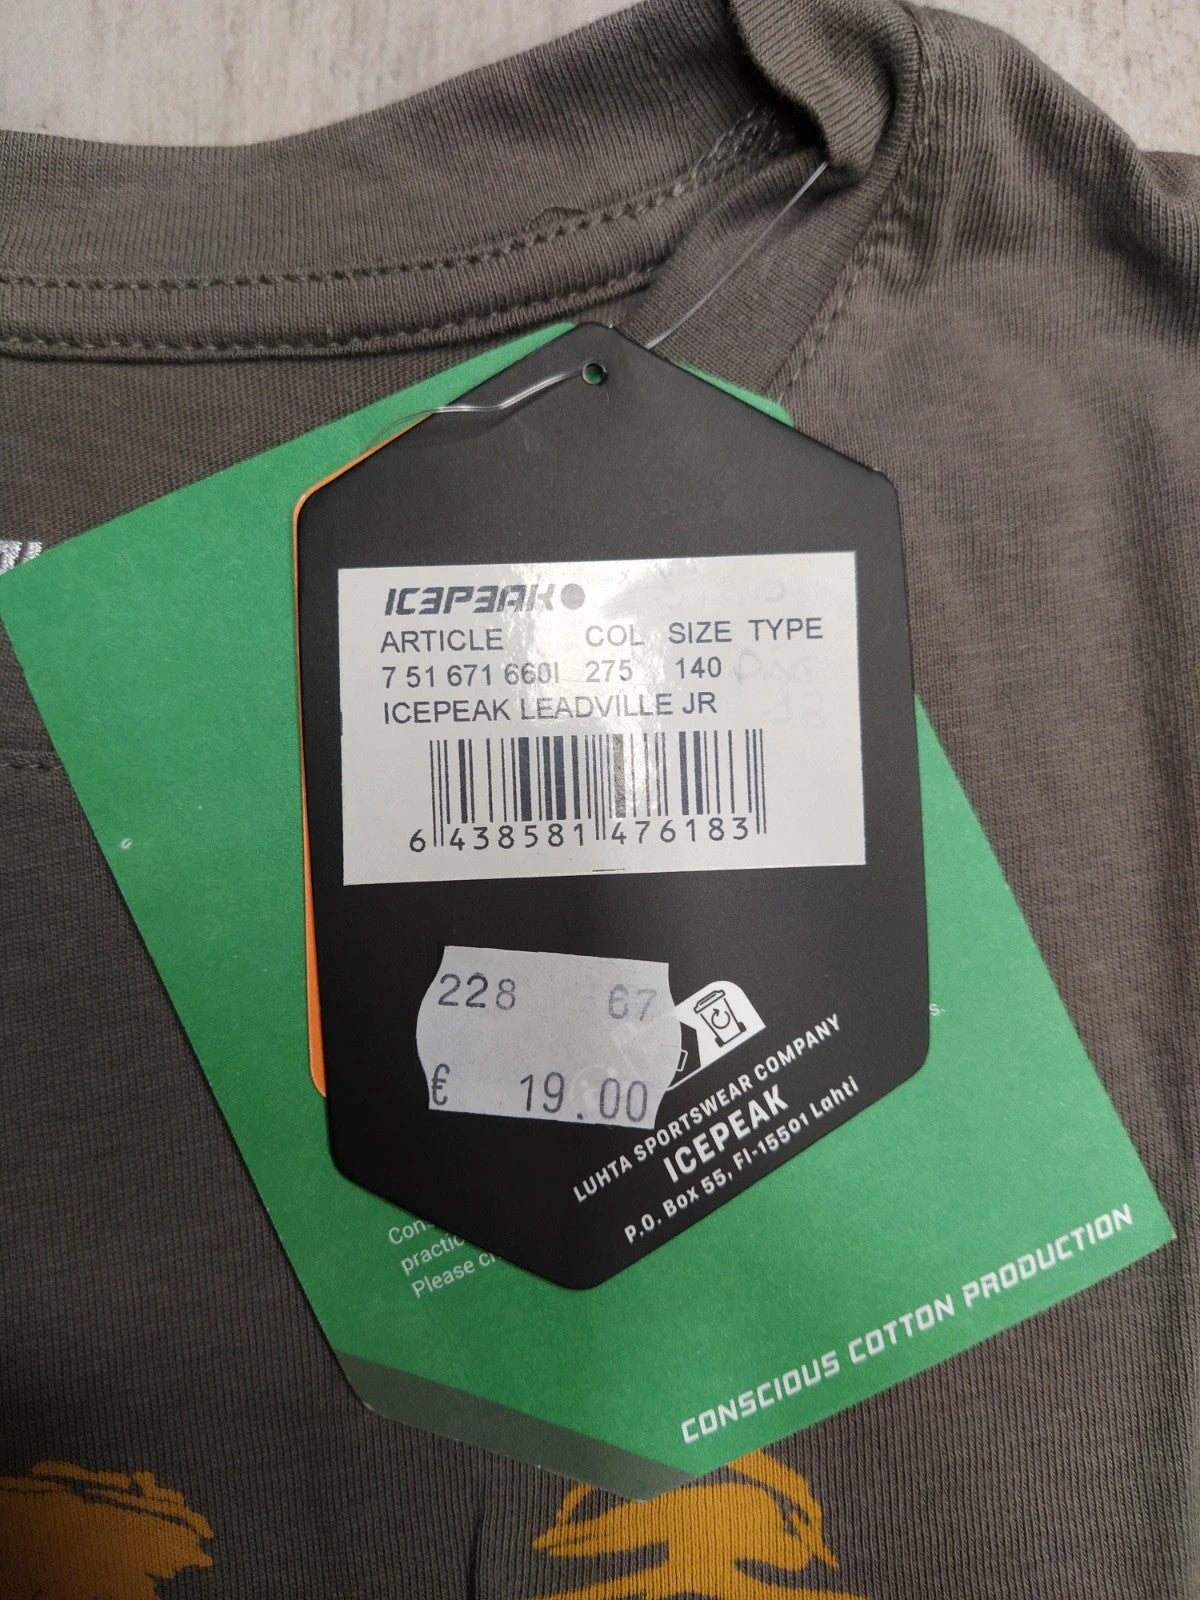 ICEPEAK
ARTICLE COL SIZE TYPE
7 51 671 660I 275 140
ICEPEAK LEADVILLE JR
6 438581 476183
228 67
€ 19.00
LUHTA SPORTSWEAR COMPANY
ICEPEAK
P.O. Box 55, FI-15501 Lahti
Please
CONSCIOUS COTTON PRODUCTION